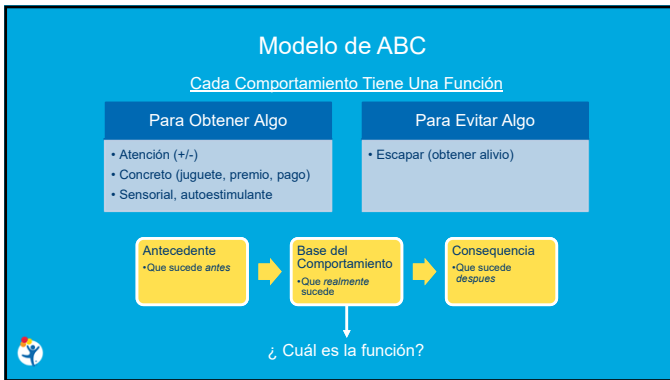 Modelo de ABC
Cada Comportamiento Tiene Una Función
Para Obtener Algo
• Atención (+/-)
• Concreto (juguete, premio, pago)
• Sensorial, autoestimulante
Para Evitar Algo
• Escapar (obtener alivio)
Antecedente
•Que sucede antes
Base del
Comportamiento
•Que realmente
sucede
Consequencia
•Que sucede
despues
¿ Cuál es la función?